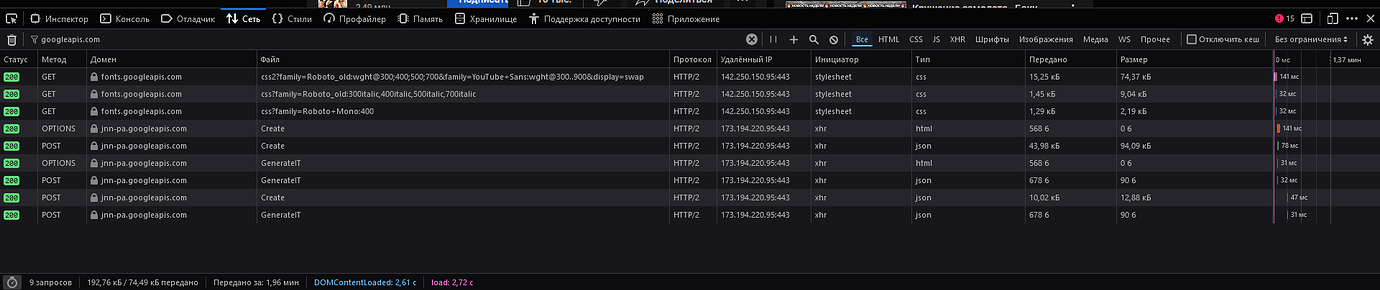 Подписаться
10 тыс.
Поделиться
2,49 млн
Инспектор Консоль Отладчик Сеть Стили Профайлер Память Хранилище Поддержка доступности Приложение 15
googleapis.com Все HTML CSS JS XHR Шрифты Изображения Медиа WS Прочее Отключить кеш Без ограничения
Статус Метод Домен Файл Протокол Удалённый IP Инициатор Тип Передано Размер 0 мс 1,37 мин
200 GET fonts.googleapis.com css2?family=Roboto_old:wght@300;400;500;700&family=YouTube+Sans:wght@300..900&display=swap HTTP/2 142.250.150.95:443 stylesheet css 15,25 кБ 74,37 кБ 141 мс
200 GET fonts.googleapis.com css?family=Roboto_old:300italic,400italic,500italic,700italic HTTP/2 142.250.150.95:443 stylesheet css 1,45 кБ 9,04 кБ 32 мс
200 GET fonts.googleapis.com css?family=Roboto+Mono:400 HTTP/2 142.250.150.95:443 stylesheet css 1,29 кБ 2,19 кБ 32 мс
200 OPTIONS jnn-pa.googleapis.com Create HTTP/2 173.194.220.95:443 xhr html 568 б 0 б 141 мс
200 POST jnn-pa.googleapis.com Create HTTP/2 173.194.220.95:443 xhr json 43,98 кБ 94,09 кБ 78 мс
200 OPTIONS jnn-pa.googleapis.com GenerateIT HTTP/2 173.194.220.95:443 xhr html 568 б 0 б 31 мс
200 POST jnn-pa.googleapis.com GenerateIT HTTP/2 173.194.220.95:443 xhr json 678 б 90 б 32 мс
200 POST jnn-pa.googleapis.com Create HTTP/2 173.194.220.95:443 xhr json 10,02 кБ 12,88 кБ 47 мс
200 POST jnn-pa.googleapis.com GenerateIT HTTP/2 173.194.220.95:443 xhr json 678 б 90 б 31 мс
9 запросов 192,76 кБ / 74,49 кБ передано Передано за: 1,96 мин DOMContentLoaded: 2,61 с load: 2,72 с